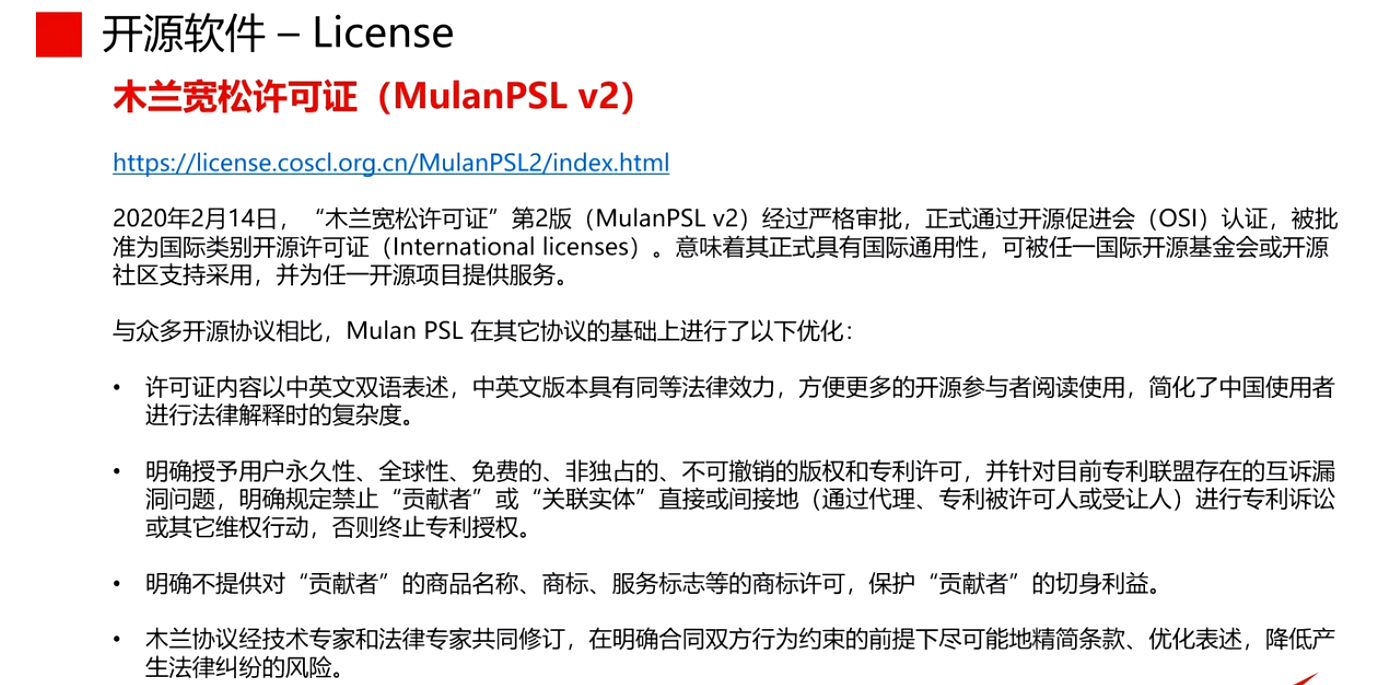 开源软件 – License
木兰宽松许可证（MulanPSL v2）
https://license.coscl.org.cn/MulanPSL2/index.html
2020年2月14日，“木兰宽松许可证”第2版（MulanPSL v2）经过严格审批，正式通过开源促进会（OSI）认证，被批
准为国际类别开源许可证（International licenses）。意味着其正式具有国际通用性，可被任一国际开源基金会或开源
社区支持采用，并为任一开源项目提供服务。
与众多开源协议相比，Mulan PSL 在其它协议的基础上进行了以下优化：
• 许可证内容以中英文双语表述，中英文版本具有同等法律效力，方便更多的开源参与者阅读使用，简化了中国使用者
进行法律解释时的复杂度。
• 明确授予用户永久性、全球性、免费的、非独占的、不可撤销的版权和专利许可，并针对目前专利联盟存在的互诉漏
洞问题，明确规定禁止“贡献者”或“关联实体”直接或间接地（通过代理、专利被许可人或受让人）进行专利诉讼
或其它维权行动，否则终止专利授权。
• 明确不提供对“贡献者”的商品名称、商标、服务标志等的商标许可，保护“贡献者”的切身利益。
• 木兰协议经技术专家和法律专家共同修订，在明确合同双方行为约束的前提下尽可能地精简条款、优化表述，降低产
生法律纠纷的风险。